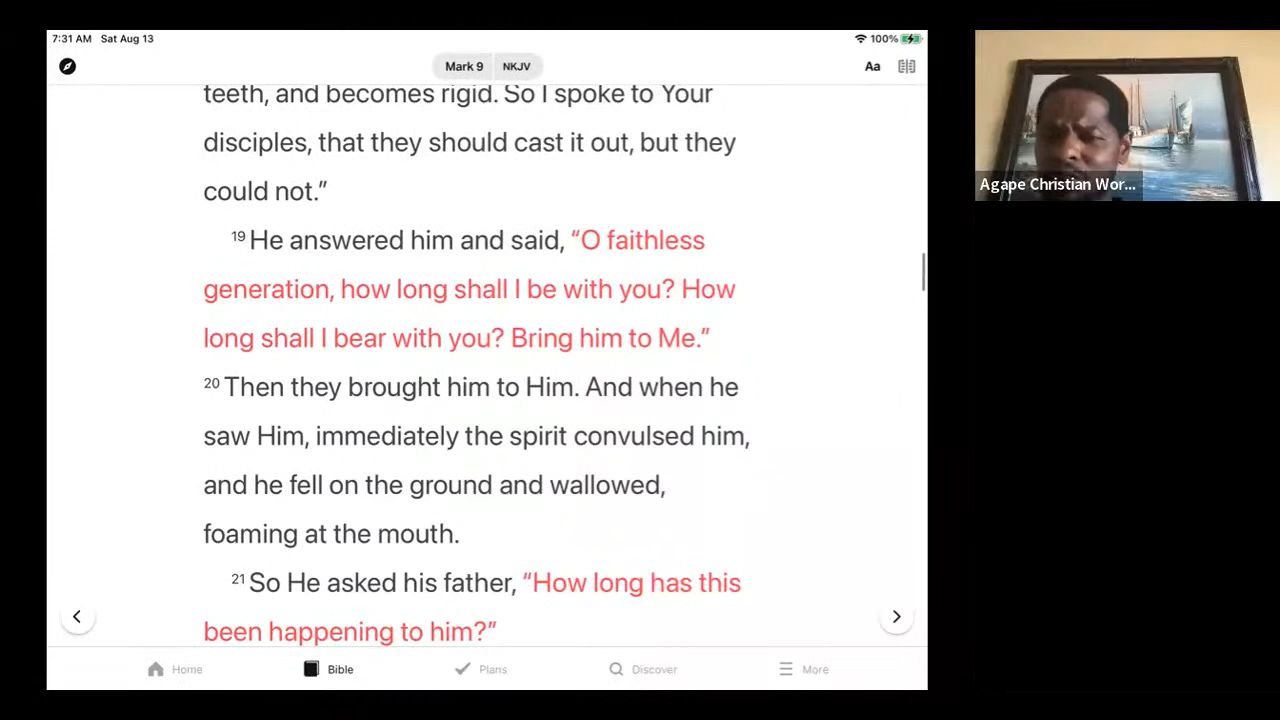 7:31 AM Sat Aug 13 100%
Mark 9 NKJV Aa
teeth, and becomes rigid. So I spoke to Your
disciples, that they should cast it out, but they
could not.”
19 He answered him and said, “O faithless
generation, how long shall I be with you? How
long shall I bear with you? Bring him to Me.”
20 Then they brought him to Him. And when he
saw Him, immediately the spirit convulsed him,
and he fell on the ground and wallowed,
foaming at the mouth.
21 So He asked his father, “How long has this
been happening to him?”
Home Bible Plans Discover More
Agape Christian Wor...